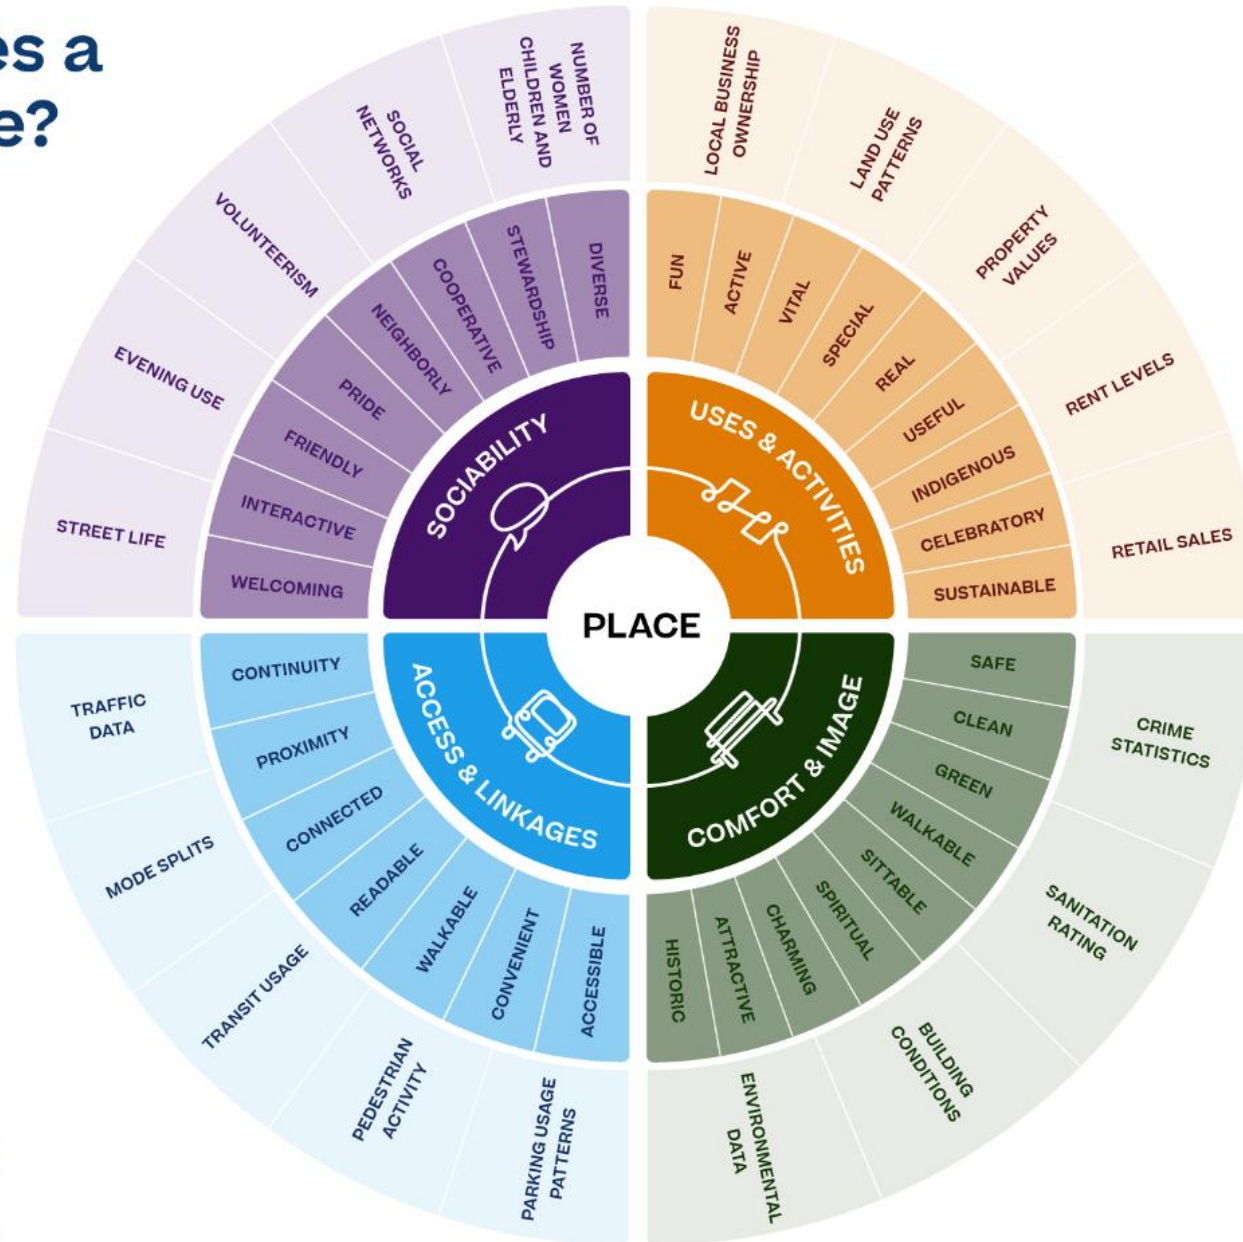 es a
e?
NUMBER OF
WOMEN
CHILDREN AND
ELDERLY
SOCIAL
NETWORKS
VOLUNTEERISM
EVENING USE
STREET LIFE
DIVERSE
STEWARDSHIP
COOPERATIVE
NEIGHBORLY
PRIDE
FRIENDLY
INTERACTIVE
WELCOMING
SOCIABILITY
LOCAL BUSINESS
OWNERSHIP
LAND USE
PATTERNS
PROPERTY
VALUES
RENT LEVELS
RETAIL SALES
FUN
ACTIVE
VITAL
SPECIAL
REAL
USEFUL
INDIGENOUS
CELEBRATORY
SUSTAINABLE
USES & ACTIVITIES
PLACE
ACCESS & LINKAGES
CONTINUITY
PROXIMITY
CONNECTED
READABLE
WALKABLE
CONVENIENT
ACCESSIBLE
TRAFFIC
DATA
MODE SPLITS
TRANSIT USAGE
PEDESTRIAN
ACTIVITY
PARKING USAGE
PATTERNS
COMFORT & IMAGE
SAFE
CLEAN
GREEN
WALKABLE
SITTABLE
SPIRITUAL
CHARMING
ATTRACTIVE
HISTORIC
CRIME
STATISTICS
SANITATION
RATING
BUILDING
CONDITIONS
ENVIRONMENTAL
DATA